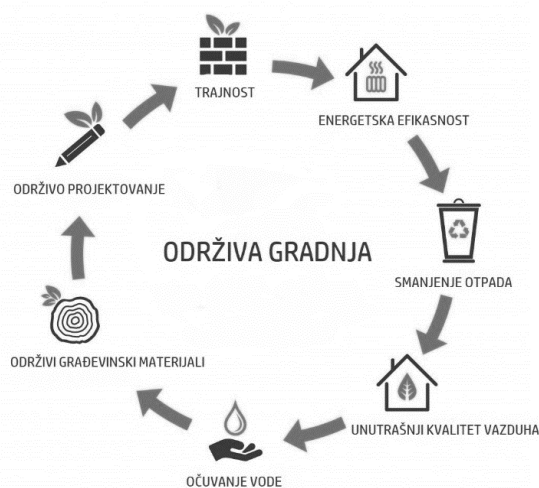 TRAJNOST
ENERGETSKA EFIKASNOST
ODRŽIVO PROJEKTOVANJE
ODRŽIVA GRADNJA
SMANJENJE OTPADA
ODRŽIVI GRAĐEVINSKI MATERIJALI
UNUTRAŠNJI KVALITET VAZDUHA
OČUVANJE VODE